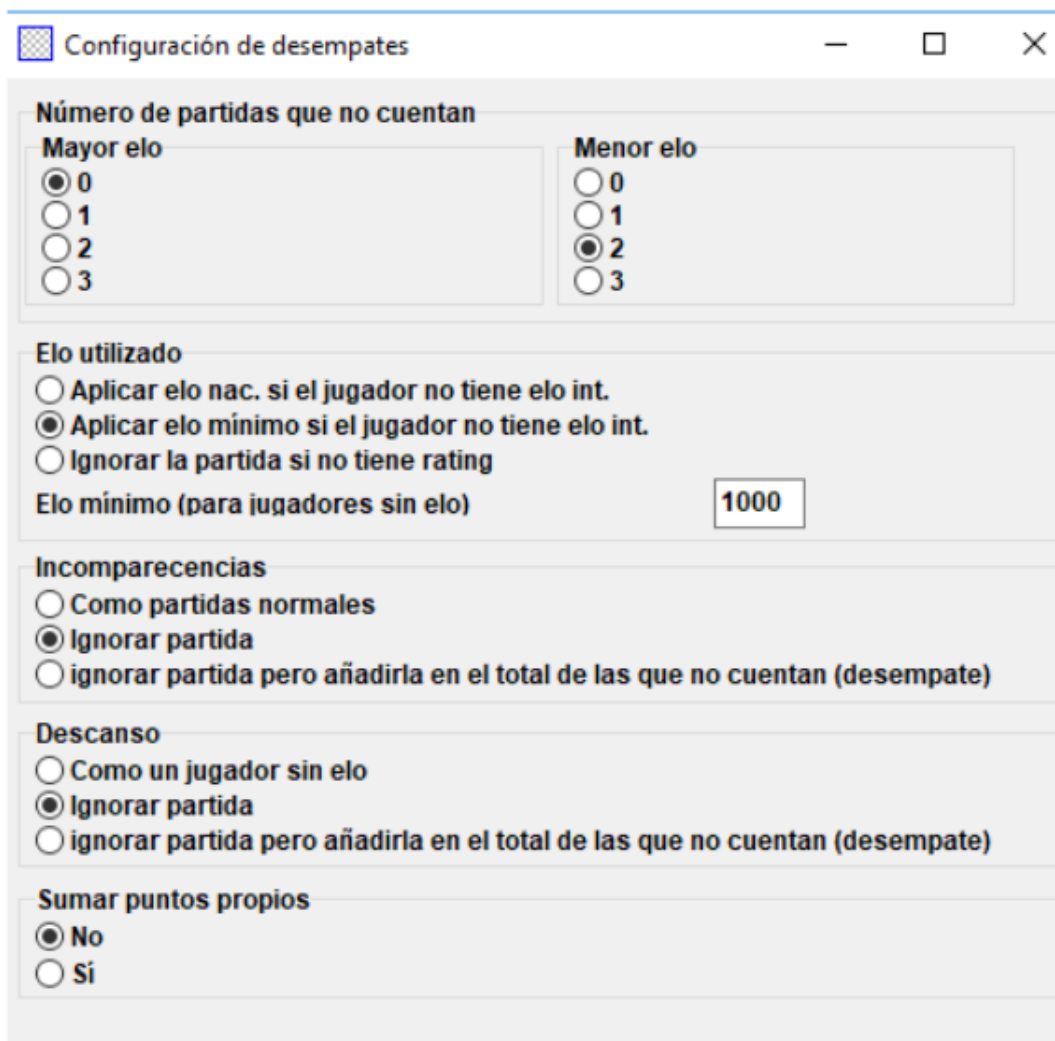 Configuración de desempates
Número de partidas que no cuentan
Mayor elo
0
1
2
3
Menor elo
0
1
2
3
Elo utilizado
Aplicar elo nac. si el jugador no tiene elo int.
Aplicar elo mínimo si el jugador no tiene elo int.
Ignorar la partida si no tiene rating
Elo mínimo (para jugadores sin elo)
1000
Incomparecencias
Como partidas normales
Ignorar partida
ignorar partida pero añadirla en el total de las que no cuentan (desempate)
Descanso
Como un jugador sin elo
Ignorar partida
ignorar partida pero añadirla en el total de las que no cuentan (desempate)
Sumar puntos propios
No
Sí